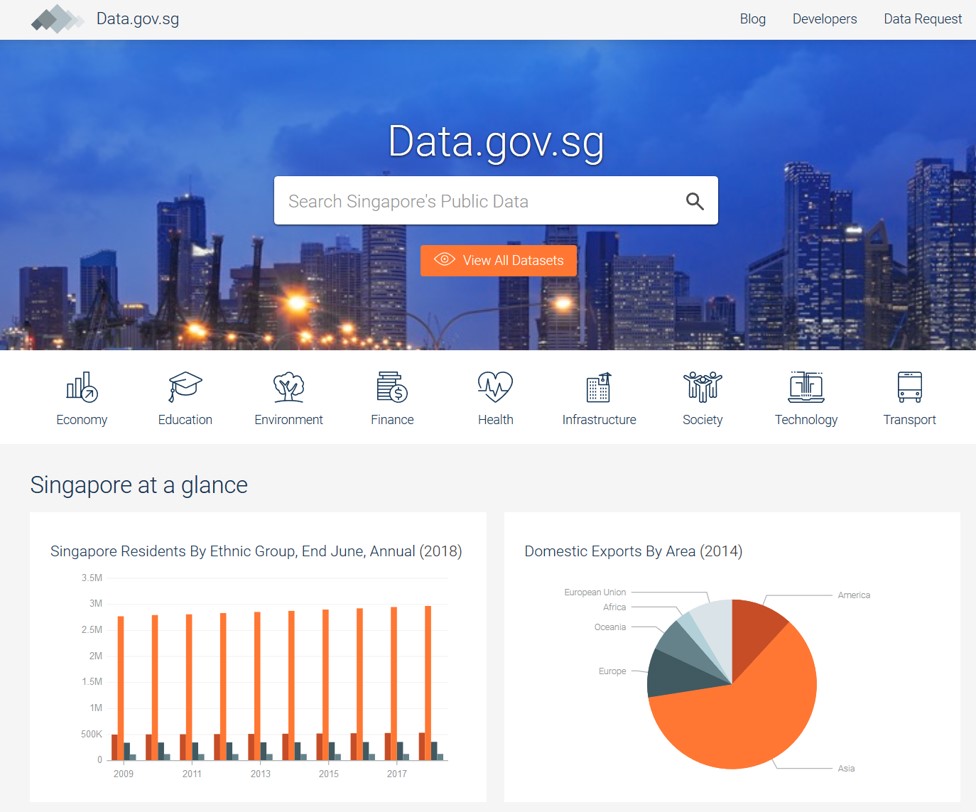 Data.gov.sg
Blog Developers Data Request
Data.gov.sg
Search Singapore's Public Data
View All Datasets
Economy Education Environment Finance Health Infrastructure Society Technology Transport
Singapore at a glance
Singapore Residents By Ethnic Group, End June, Annual (2018)
3.5M
3M
2.5M
2M
1.5M
1M
500K
0
2009 2011 2013 2015 2017
Domestic Exports By Area (2014)
European Union
Africa
Oceania
Europe
America
Asia